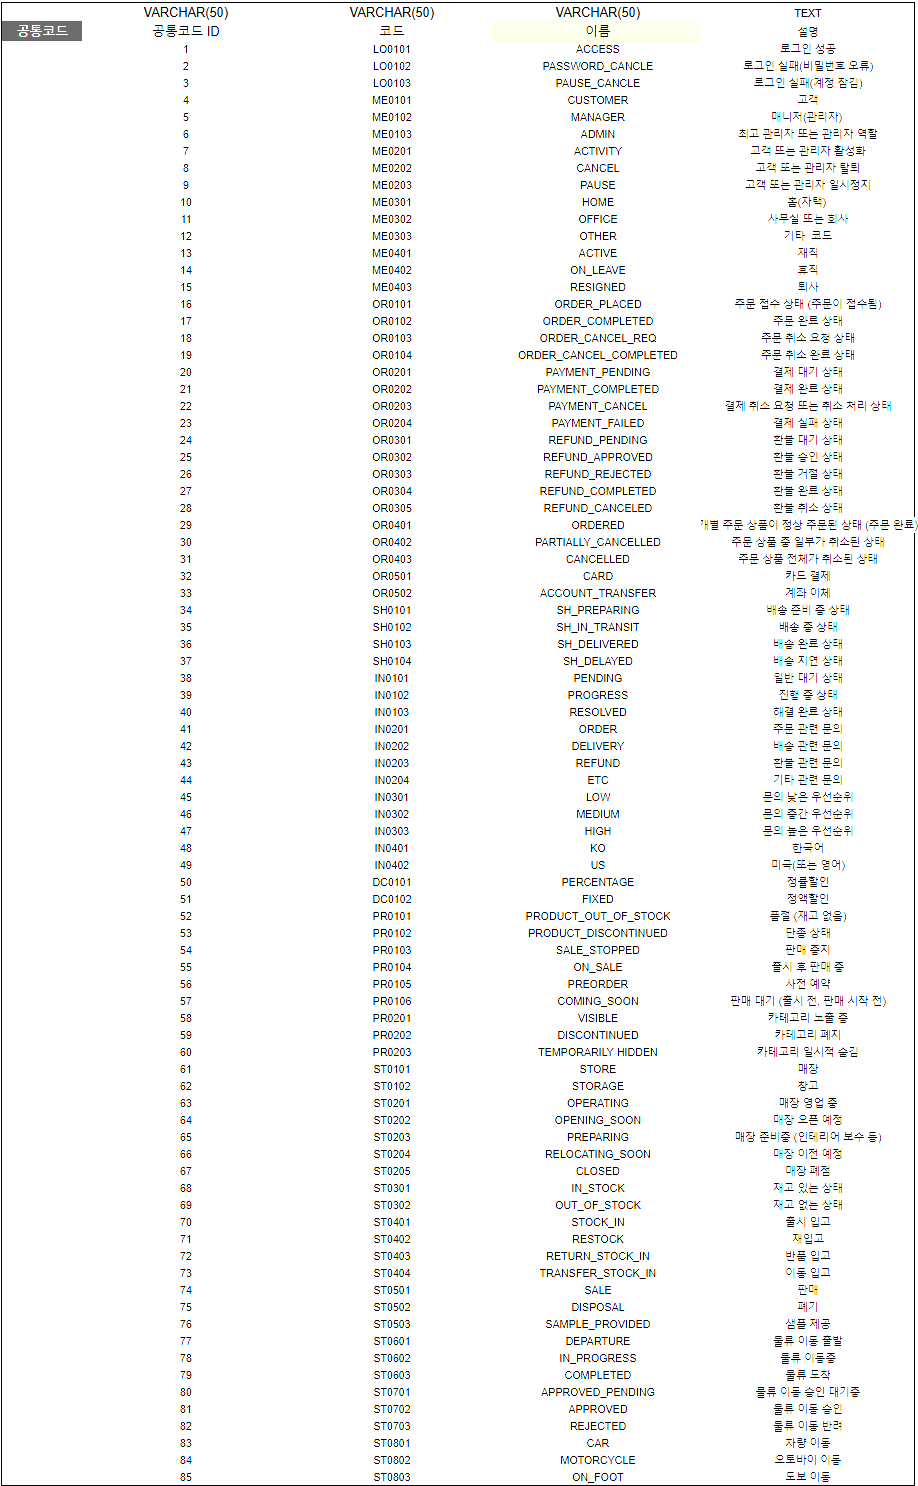 VARCHAR(50) VARCHAR(50) VARCHAR(50) TEXT
공통코드 공통코드 ID 코드 이름 설명
1 LO0101 ACCESS 로그인 성공
2 LO0102 PASSWORD_CANCLE 로그인 실패(비밀번호 오류)
3 LO0103 PAUSE_CANCLE 로그인 실패(계정 잠김)
4 ME0101 CUSTOMER 고객
5 ME0102 MANAGER 매니저(관리자)
6 ME0103 ADMIN 최고 관리자 또는 관리자 역할
7 ME0201 ACTIVITY 고객 또는 관리자 활성화
8 ME0202 CANCEL 고객 또는 관리자 탈퇴
9 ME0203 PAUSE 고객 또는 관리자 일시정지
10 ME0301 HOME 홈(자택)
11 ME0302 OFFICE 사무실 또는 회사
12 ME0303 OTHER 기타 코드
13 ME0401 ACTIVE 재직
14 ME0402 ON_LEAVE 휴직
15 ME0403 RESIGNED 퇴사
16 OR0101 ORDER_PLACED 주문 접수 상태 (주문이 접수됨)
17 OR0102 ORDER_COMPLETED 주문 완료 상태
18 OR0103 ORDER_CANCEL_REQ 주문 취소 요청 상태
19 OR0104 ORDER_CANCEL_COMPLETED 주문 취소 완료 상태
20 OR0201 PAYMENT_PENDING 결제 대기 상태
21 OR0202 PAYMENT_COMPLETED 결제 완료 상태
22 OR0203 PAYMENT_CANCEL 결제 취소 요청 또는 취소 처리 상태
23 OR0204 PAYMENT_FAILED 결제 실패 상태
24 OR0301 REFUND_PENDING 환불 대기 상태
25 OR0302 REFUND_APPROVED 환불 승인 상태
26 OR0303 REFUND_REJECTED 환불 거절 상태
27 OR0304 REFUND_COMPLETED 환불 완료 상태
28 OR0305 REFUND_CANCELED 환불 취소 상태
29 OR0401 ORDERED 개별 주문 상품이 정상 주문된 상태 (주문 완료)
30 OR0402 PARTIALLY_CANCELLED 주문 상품 중 일부가 취소된 상태
31 OR0403 CANCELLED 주문 상품 전체가 취소된 상태
32 OR0501 CARD 카드 결제
33 OR0502 ACCOUNT_TRANSFER 계좌 이체
34 SH0101 SH_PREPARING 배송 준비 중 상태
35 SH0102 SH_IN_TRANSIT 배송 중 상태
36 SH0103 SH_DELIVERED 배송 완료 상태
37 SH0104 SH_DELAYED 배송 지연 상태
38 IN0101 PENDING 일반 대기 상태
39 IN0102 PROGRESS 진행 중 상태
40 IN0103 RESOLVED 해결 완료 상태
41 IN0201 ORDER 주문 관련 문의
42 IN0202 DELIVERY 배송 관련 문의
43 IN0203 REFUND 환불 관련 문의
44 IN0204 ETC 기타 관련 문의
45 IN0301 LOW 문의 낮은 우선순위
46 IN0302 MEDIUM 문의 중간 우선순위
47 IN0303 HIGH 문의 높은 우선순위
48 IN0401 KO 한국어
49 IN0402 US 미국(또는 영어)
50 DC0101 PERCENTAGE 정률할인
51 DC0102 FIXED 정액할인
52 PR0101 PRODUCT_OUT_OF_STOCK 품절 (재고 없음)
53 PR0102 PRODUCT_DISCONTINUED 단종 상태
54 PR0103 SALE_STOPPED 판매 중지
55 PR0104 ON_SALE 출시 후 판매 중
56 PR0105 PREORDER 사전 예약
57 PR0106 COMING_SOON 판매 대기 (출시 전, 판매 시작 전)
58 PR0201 VISIBLE 카테고리 노출 중
59 PR0202 DISCONTINUED 카테고리 폐지
60 PR0203 TEMPORARILY HIDDEN 카테고리 일시적 숨김
61 ST0101 STORE 매장
62 ST0102 STORAGE 창고
63 ST0201 OPERATING 매장 영업 중
64 ST0202 OPENING_SOON 매장 오픈 예정
65 ST0203 PREPARING 매장 준비중 (인테리어 보수 등)
66 ST0204 RELOCATING_SOON 매장 이전 예정
67 ST0205 CLOSED 매장 폐점
68 ST0301 IN_STOCK 재고 있는 상태
69 ST0302 OUT_OF_STOCK 재고 없는 상태
70 ST0401 STOCK_IN 출시 입고
71 ST0402 RESTOCK 재입고
72 ST0403 RETURN_STOCK_IN 반품 입고
73 ST0404 TRANSFER_STOCK_IN 이동 입고
74 ST0501 SALE 판매
75 ST0502 DISPOSAL 폐기
76 ST0503 SAMPLE_PROVIDED 샘플 제공
77 ST0601 DEPARTURE 물류 이동 출발
78 ST0602 IN_PROGRESS 물류 이동중
79 ST0603 COMPLETED 물류 도착
80 ST0701 APPROVED_PENDING 물류 이동 승인 대기중
81 ST0702 APPROVED 물류 이동 승인
82 ST0703 REJECTED 물류 이동 반려
83 ST0801 CAR 차량 이동
84 ST0802 MOTORCYCLE 오토바이 이동
85 ST0803 ON_FOOT 도보 이동